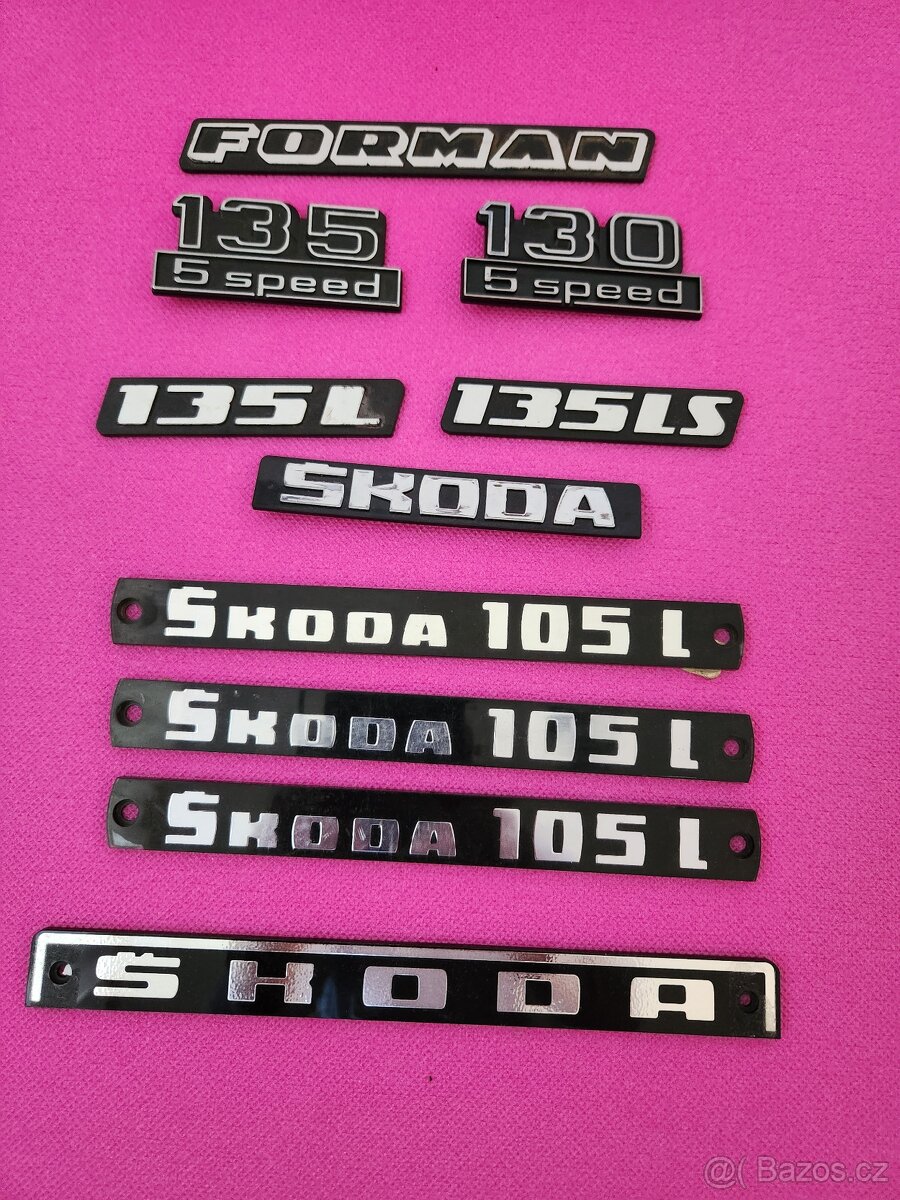 FORMAN
135 130
5 speed 5 speed
135L 135LS
ŠKODA
ŠKODA 105 L
ŠKODA 105 L
ŠKODA 105 L
ŠKODA
@( Bazos.cz